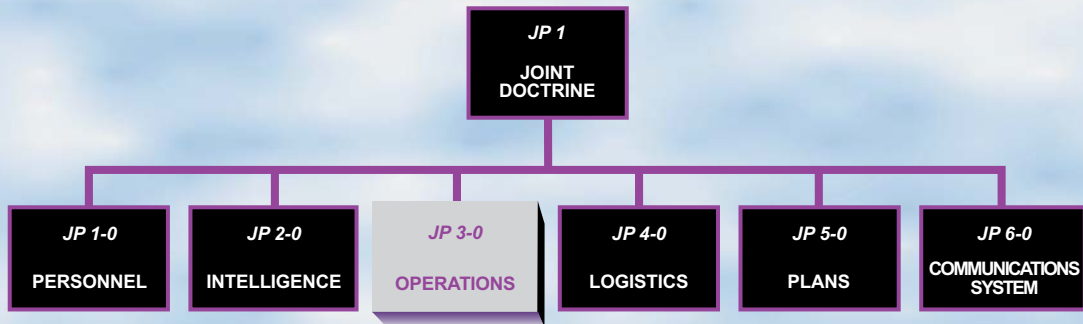 JP 1
JOINT
DOCTRINE
JP 1-0
PERSONNEL
JP 2-0
INTELLIGENCE
JP 3-0
OPERATIONS
JP 4-0
LOGISTICS
JP 5-0
PLANS
JP 6-0
COMMUNICATIONS
SYSTEM